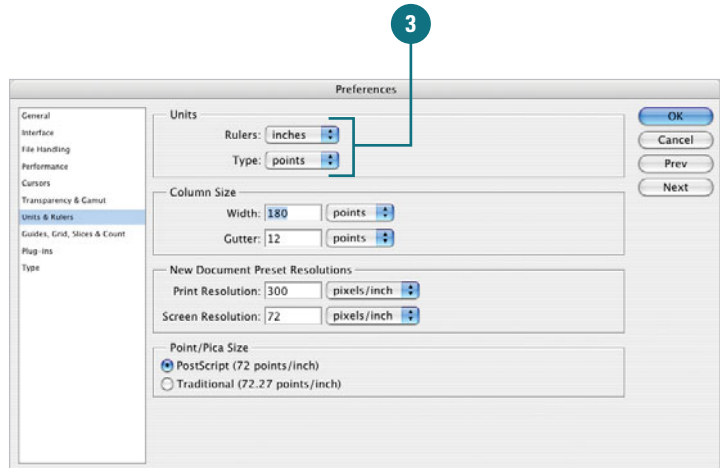 3
Preferences
General
Interface
File Handling
Performance
Cursors
Transparency & Gamut
Units & Rulers
Guides, Grid, Slices & Count
Plug-Ins
Type
Units
Rulers: inches
Type: points
Column Size
Width: 180 points
Gutter: 12 points
New Document Preset Resolutions
Print Resolution: 300 pixels/inch
Screen Resolution: 72 pixels/inch
Point/Pica Size
PostScript (72 points/inch)
Traditional (72.27 points/inch)
OK
Cancel
Prev
Next